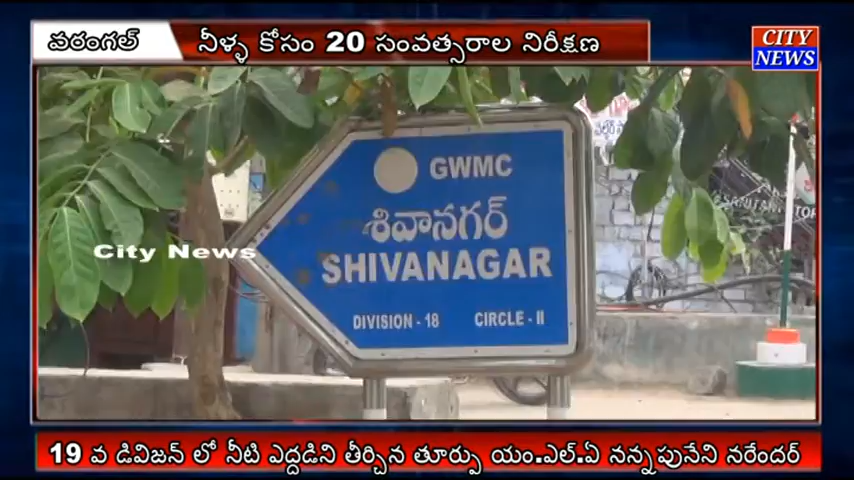 వరంగల్
నీళ్ళ కోసం 20 సంవత్సరాల నిరీక్షణ
CITY
NEWS
GWMC
శివానగర్
SHIVANAGAR
DIVISION - 18 CIRCLE - II
City News
19 వ డివిజన్ లో నీటి ఎద్దడిని తీర్చిన తూర్పు యం.ఎల్.ఏ నన్నపునేని నరేందర్